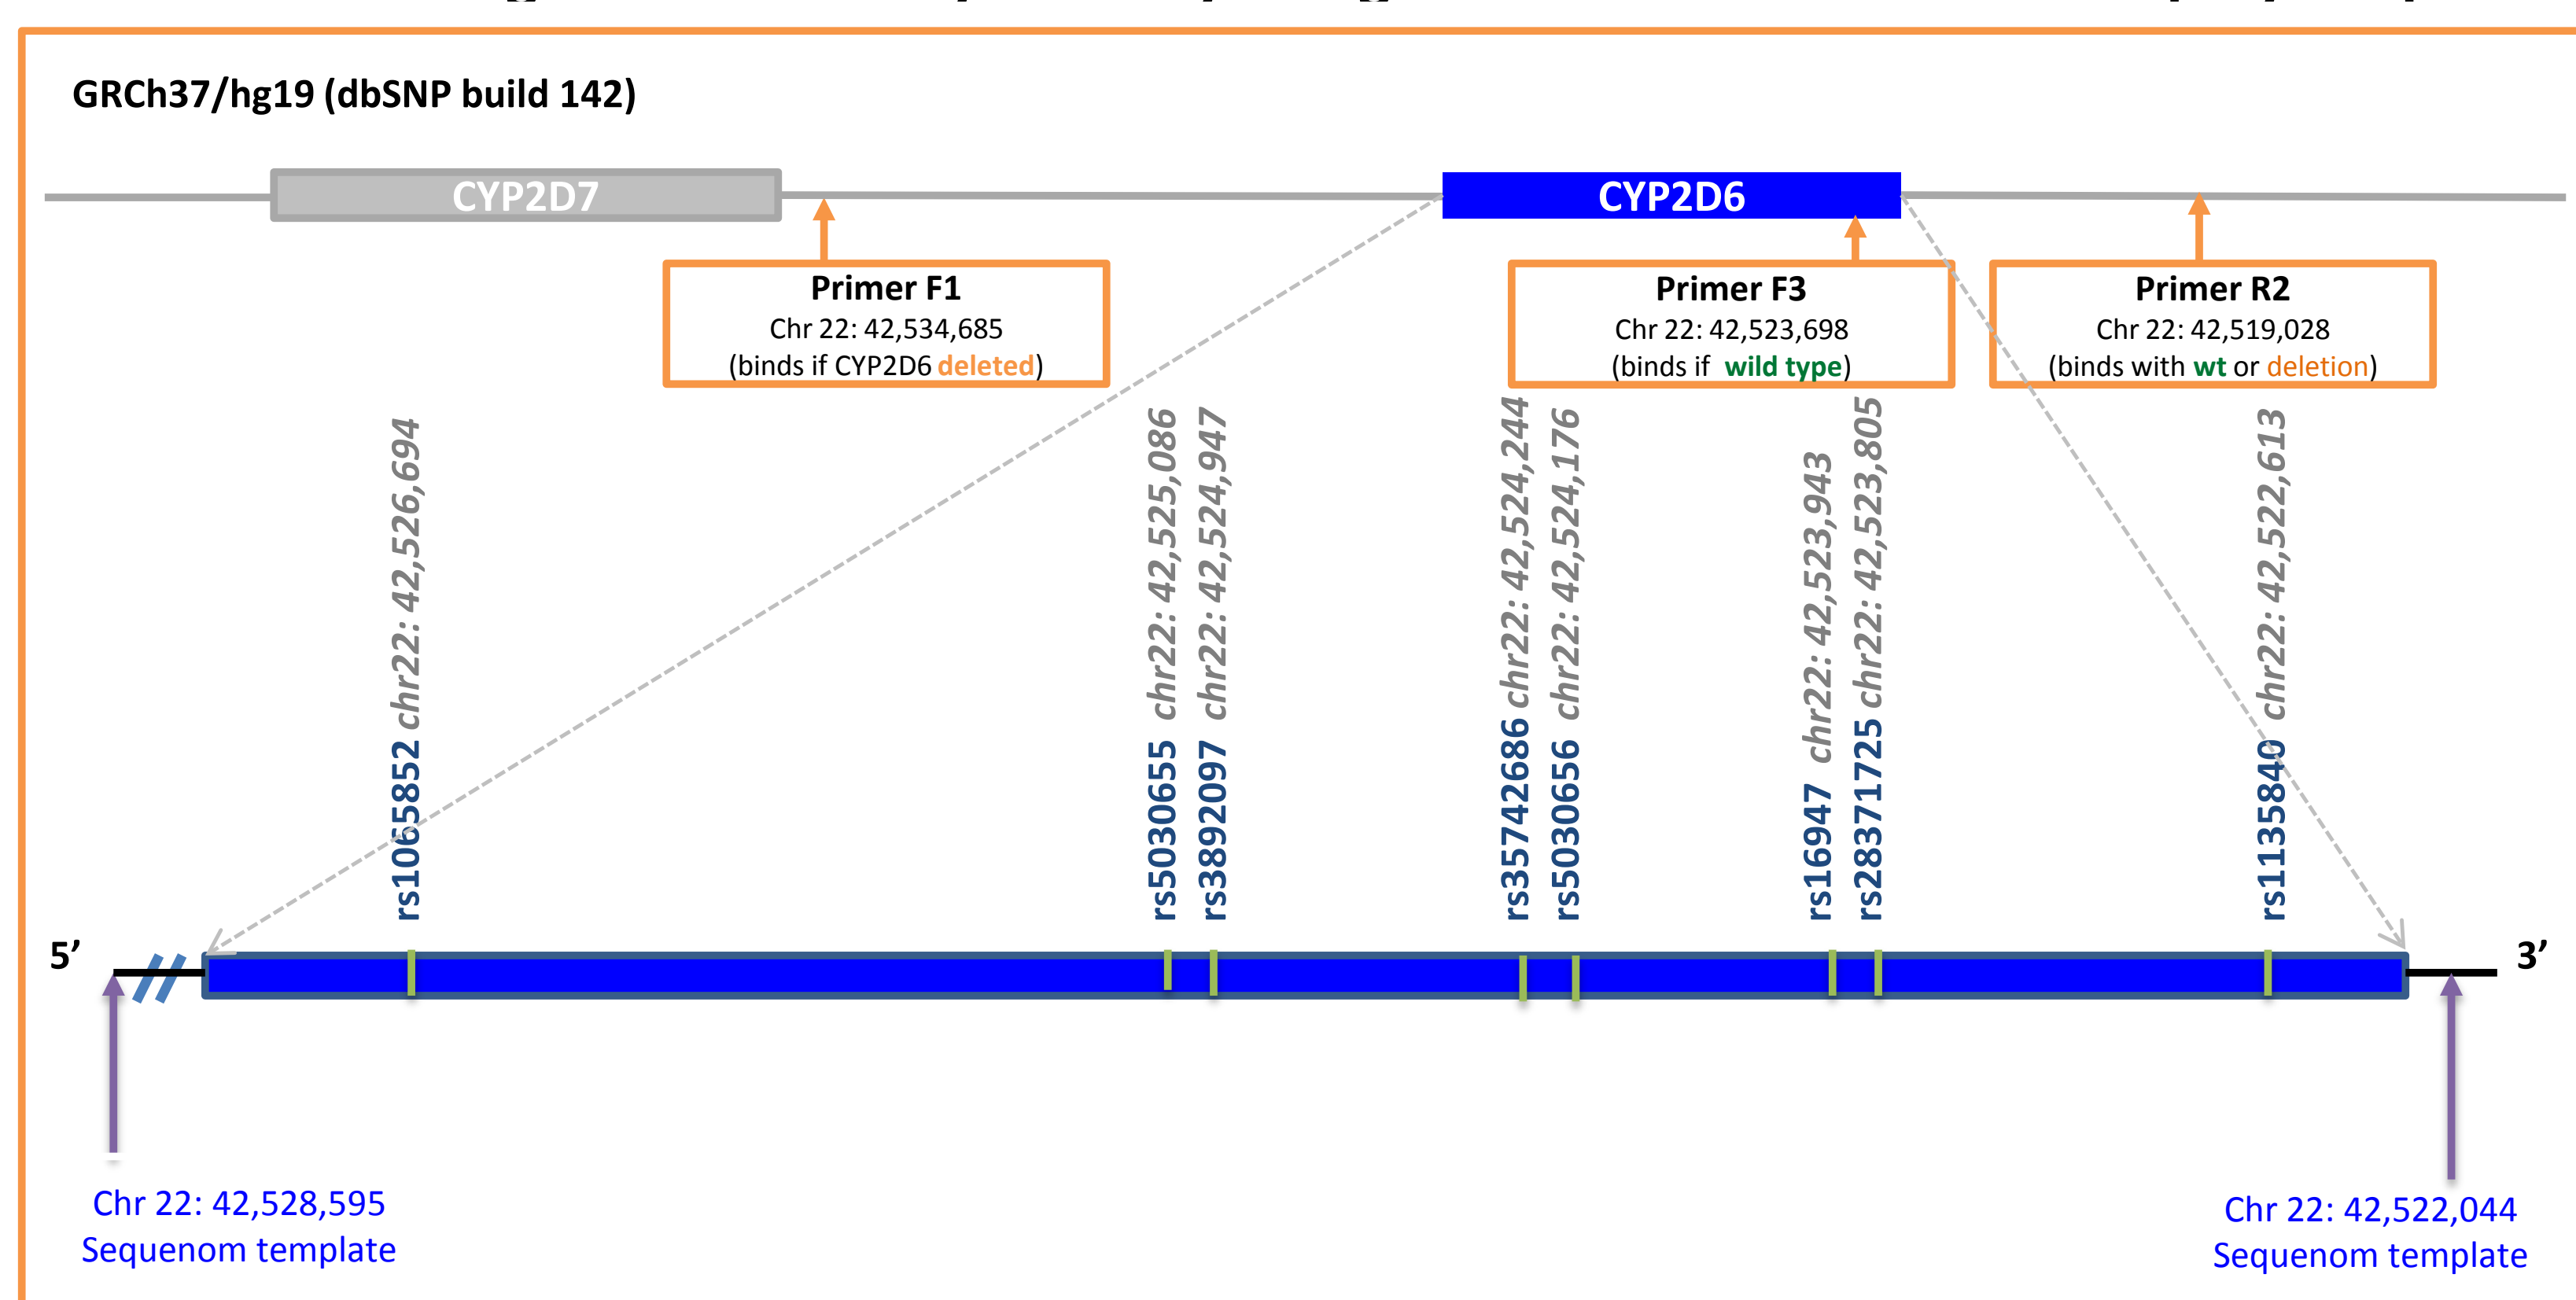 GRCh37/hg19 (dbSNP build 142)
CYP2D7
CYP2D6
Primer F1
Chr 22: 42,534,685
(binds if CYP2D6 deleted)
Primer F3
Chr 22: 42,523,698
(binds if wild type)
Primer R2
Chr 22: 42,519,028
(binds with wt or deletion)
rs1065852 chr22: 42,526,694
rs5030655 chr22: 42,525,086
rs3892097 chr22: 42,524,947
rs35742686 chr22: 42,524,244
rs5030656 chr22: 42,524,176
rs16947 chr22: 42,523,943
rs28371725 chr22: 42,523,805
rs1135840 chr22: 42,522,613
5’
3’
Chr 22: 42,528,595
Sequenom template
Chr 22: 42,522,044
Sequenom template